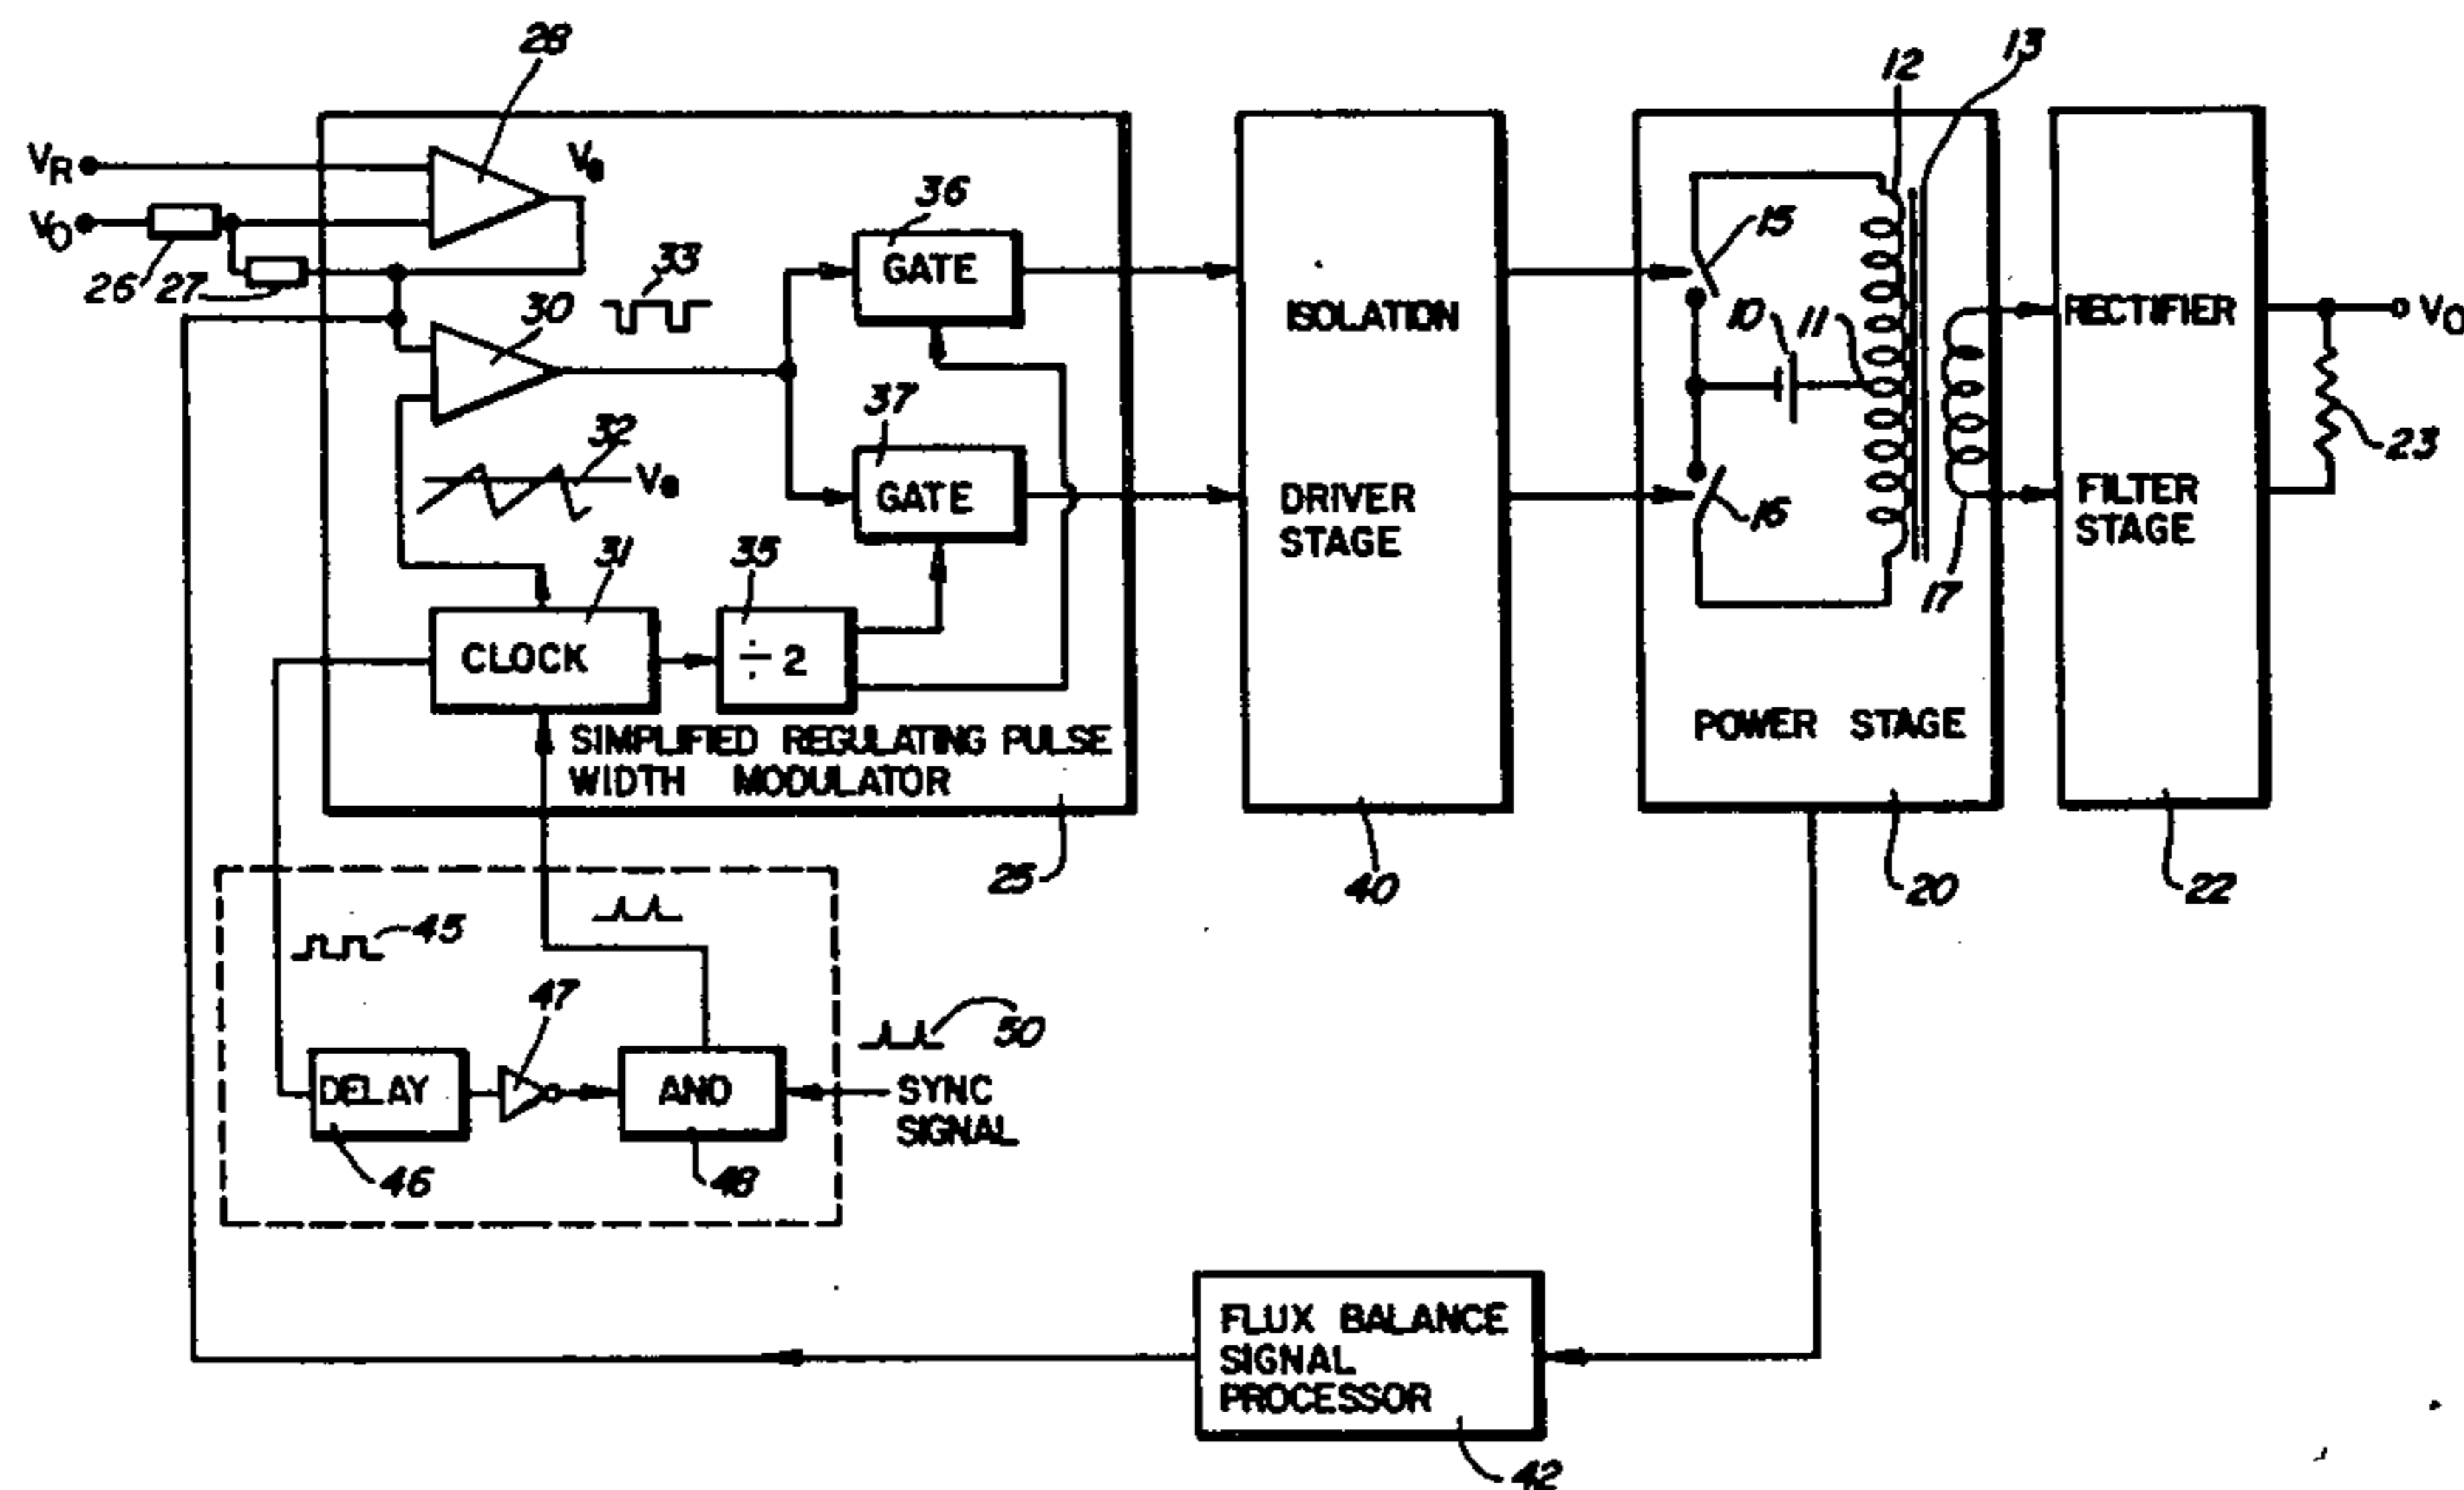 28
12
13
VR
Ve
VO
36
15
GATE
26
27
33
30
ISOLATION
10
11
RECTIFIER
VO
37
32
Ve
GATE
DRIVER
STAGE
16
FILTER
STAGE
23
31
35
17
CLOCK
÷ 2
POWER STAGE
SIMPLIFIED REGULATING PULSE
WIDTH MODULATOR
25
40
20
22
45
47
50
DELAY
AND
SYNC
SIGNAL
46
48
FLUX BALANCE
SIGNAL
PROCESSOR
42